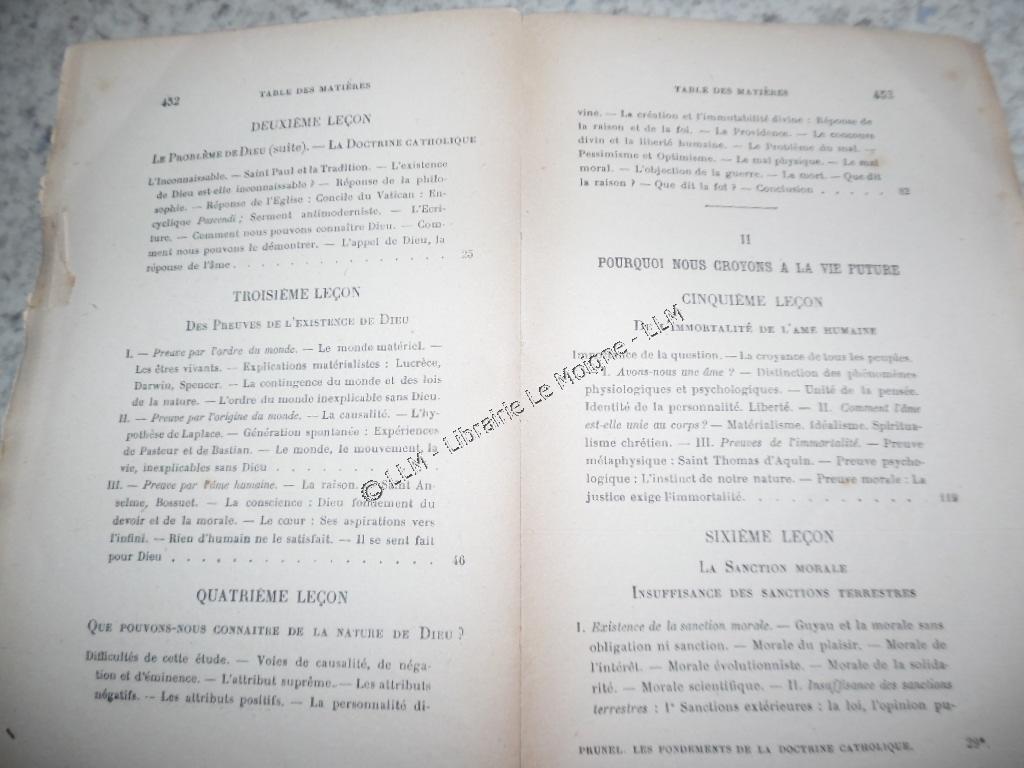 452
TABLE DES MATIÈRES
DEUXIÈME LEÇON
LE PROBLÈME DE DIEU (suite). — LA DOCTRINE CATHOLIQUE
L'Inconnaissable. — Saint Paul et la Tradition. — L'existence
de Dieu est-elle inconnaissable ? — Réponse de la philo-
sophie. — Réponse de l'Eglise : Concile du Vatican : En-
cyclique Pascendi ; Serment antimoderniste. — L'Ecri-
ture. — Comment nous pouvons connaître Dieu. — Com-
ment nous pouvons le démontrer. — L'appel de Dieu, la
réponse de l'âme . . . . . . . . . . . . . . . 25
TROISIÈME LEÇON
DES PREUVES DE L'EXISTENCE DE DIEU
I. — Preuve par l'ordre du monde. — Le monde matériel. —
Les êtres vivants. — Explications matérialistes : Lucrèce,
Darwin, Spencer. — La contingence du monde et des lois
de la nature. — L'ordre du monde inexplicable sans Dieu.
II. — Preuve par l'origine du monde. — La causalité. — L'hy-
pothèse de Laplace. — Génération spontanée : Expériences
de Pasteur et de Bastian. — Le monde, le mouvement, la
vie, inexplicables sans Dieu . . . . . . . . .
III. — Preuve par l'âme humaine. — La raison. — Saint An-
selme, Bossuet. — La conscience : Dieu fondement du
devoir et de la morale. — Le cœur : Ses aspirations vers
l'infini. — Rien d'humain ne le satisfait. — Il se sent fait
pour Dieu . . . . . . . . . . . . . . . . . . 46
QUATRIÈME LEÇON
QUE POUVONS-NOUS CONNAITRE DE LA NATURE DE DIEU ?
Difficultés de cette étude. — Voies de causalité, de néga-
tion et d'éminence. — L'attribut suprême. — Les attributs
négatifs. — Les attributs positifs. — La personnalité di-
TABLE DES MATIÈRES
453
vine. — La création et l'immutabilité divine : Réponse de
la raison et de la foi. — La Providence. — Le concours
divin et la liberté humaine. — Le Problème du mal. —
Pessimisme et Optimisme. — Le mal physique. — Le mal
moral. — L'objection de la guerre. — La mort. — Que dit
la raison ? — Que dit la foi ? — Conclusion . . . . . 82
II
POURQUOI NOUS CROYONS A LA VIE FUTURE
CINQUIÈME LEÇON
DE L'IMMORTALITÉ DE L'AME HUMAINE
Importance de la question. — La croyance de tous les peuples.
I. Avons-nous une âme ? — Distinction des phénomènes
physiologiques et psychologiques. — Unité de la pensée.
Identité de la personnalité. Liberté. — II. Comment l'âme
est-elle unie au corps ? — Matérialisme. Idéalisme. Spiritua-
lisme chrétien. — III. Preuves de l'immortalité. — Preuve
métaphysique : Saint Thomas d'Aquin. — Preuve psycho-
logique : L'instinct de notre nature. — Preuve morale : La
justice exige l'immortalité. . . . . . . . . . . . 119
SIXIÈME LEÇON
LA SANCTION MORALE
INSUFFISANCE DES SANCTIONS TERRESTRES
I. Existence de la sanction morale. — Guyau et la morale sans
obligation ni sanction. — Morale du plaisir. — Morale de
l'intérêt. — Morale évolutionniste. — Morale de la solida-
rité. — Morale scientifique. — II. Insuffisance des sanctions
terrestres : 1° Sanctions extérieures : la loi, l'opinion pu-
PRUNEL. LES FONDEMENTS DE LA DOCTRINE CATHOLIQUE.
29*.
© LLM - Librairie Le Moigne - LLM